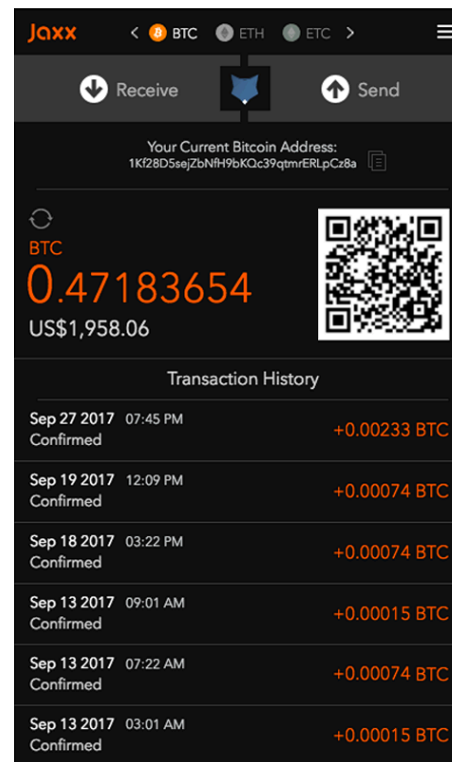 Jaxx < BTC ETH ETC >
Receive Send
Your Current Bitcoin Address:
1Kf28D5sejZbNfH9bKQc39qtmrERLpCz8a
BTC
0.47183654
US$1,958.06
Transaction History
Sep 27 2017 07:45 PM
Confirmed
+0.00233 BTC
Sep 19 2017 12:09 PM
Confirmed
+0.00074 BTC
Sep 18 2017 03:22 PM
Confirmed
+0.00074 BTC
Sep 13 2017 09:01 AM
Confirmed
+0.00015 BTC
Sep 13 2017 07:22 AM
Confirmed
+0.00074 BTC
Sep 13 2017 03:01 AM
Confirmed
+0.00015 BTC